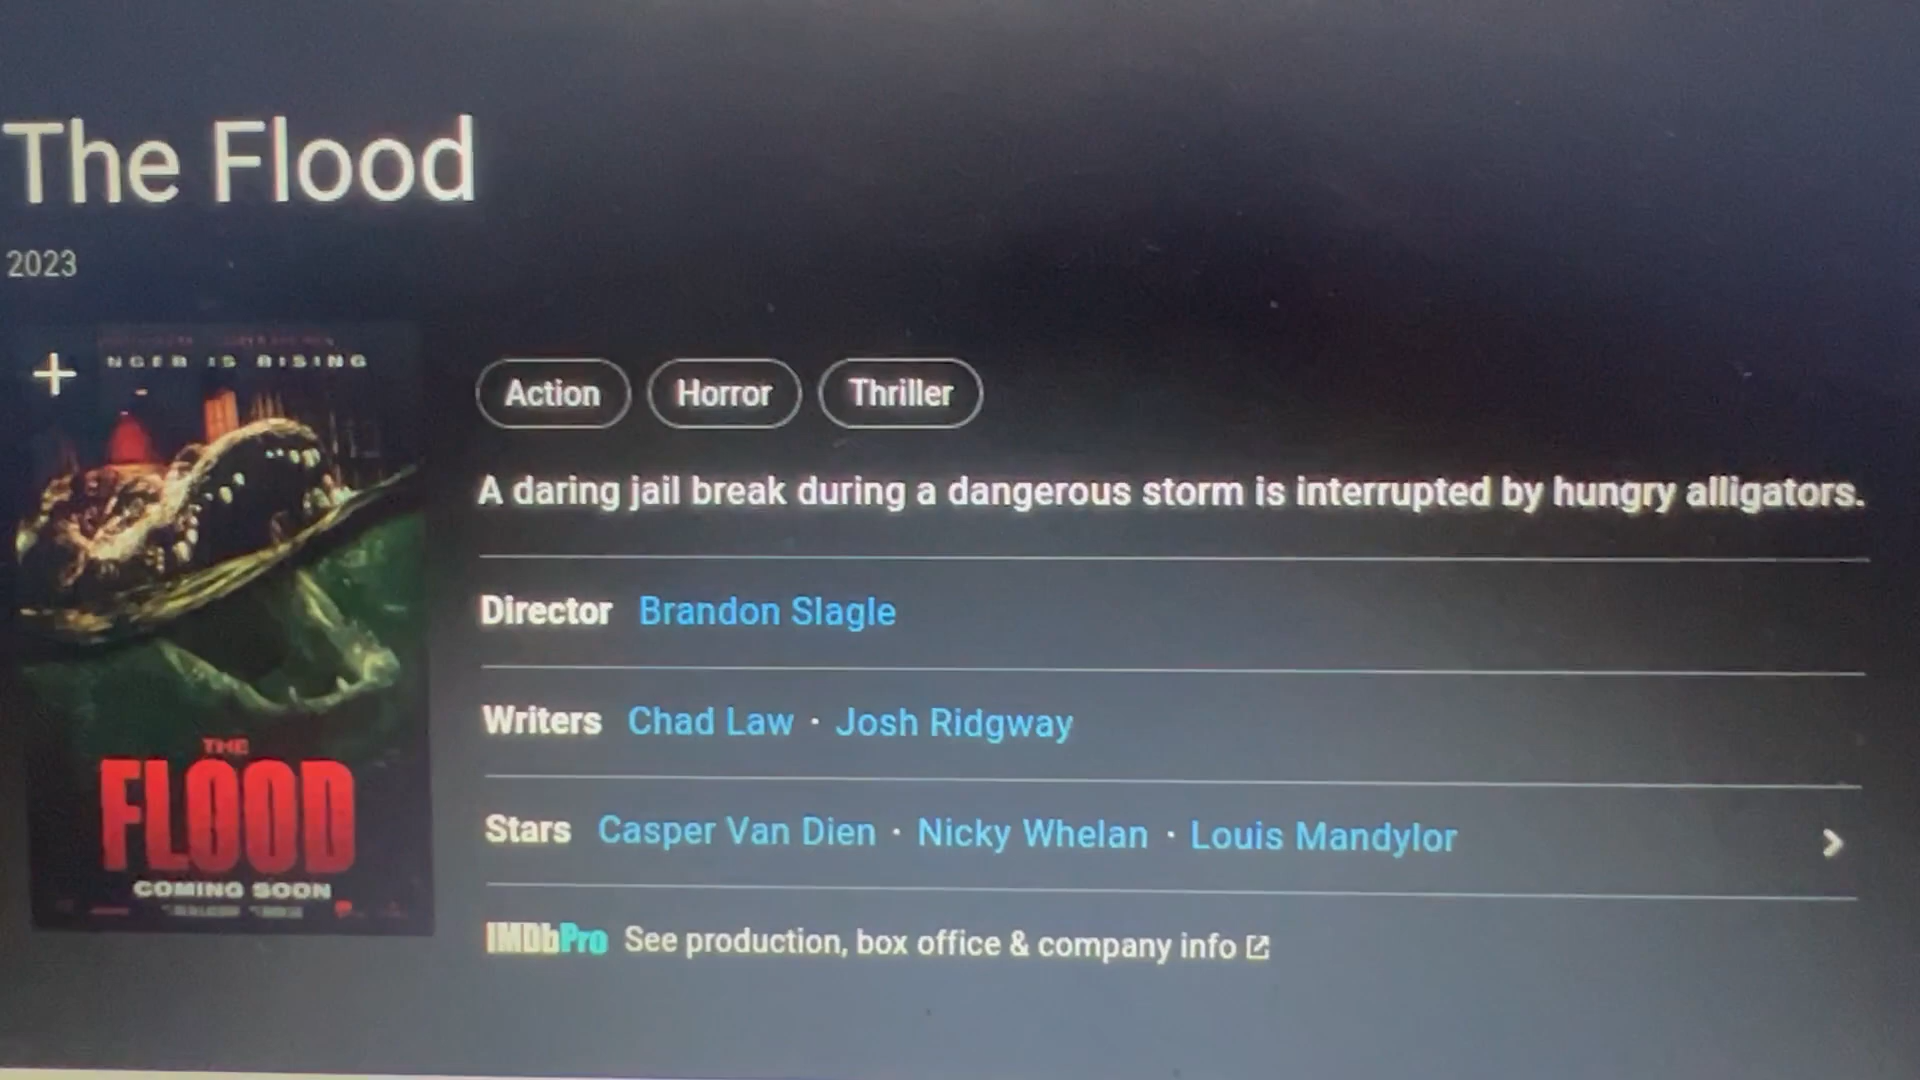 The Flood
2023
NGER IS RISING
Action Horror Thriller
A daring jail break during a dangerous storm is interrupted by hungry alligators.
Director Brandon Slagle
Writers Chad Law · Josh Ridgway
Stars Casper Van Dien · Nicky Whelan · Louis Mandylor
THE
FLOOD
COMING SOON
IMDbPro See production, box office & company info